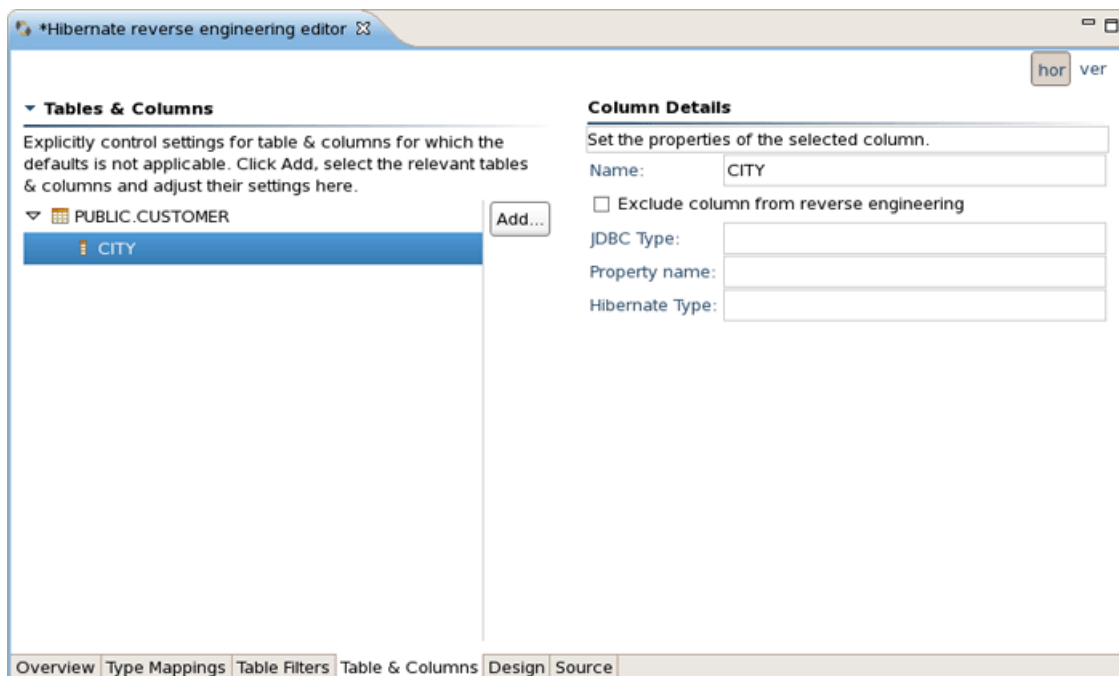 *Hibernate reverse engineering editor
hor ver
Tables & Columns
Explicitly control settings for table & columns for which the
defaults is not applicable. Click Add, select the relevant tables
& columns and adjust their settings here.
PUBLIC.CUSTOMER
CITY
Add...
Column Details
Set the properties of the selected column.
Name: CITY
Exclude column from reverse engineering
JDBC Type:
Property name:
Hibernate Type:
Overview Type Mappings Table Filters Table & Columns Design Source